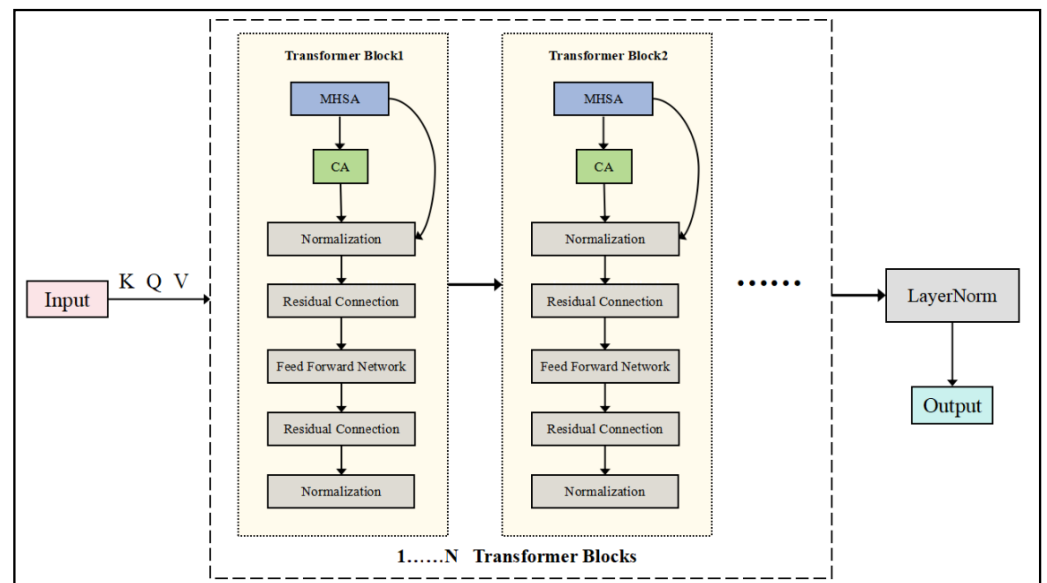 Transformer Block1
MHSA
CA
Normalization
Residual Connection
Feed Forward Network
Residual Connection
Normalization
Transformer Block2
MHSA
CA
Normalization
Residual Connection
Feed Forward Network
Residual Connection
Normalization
Input
K Q V
••••••
LayerNorm
Output
1......N Transformer Blocks